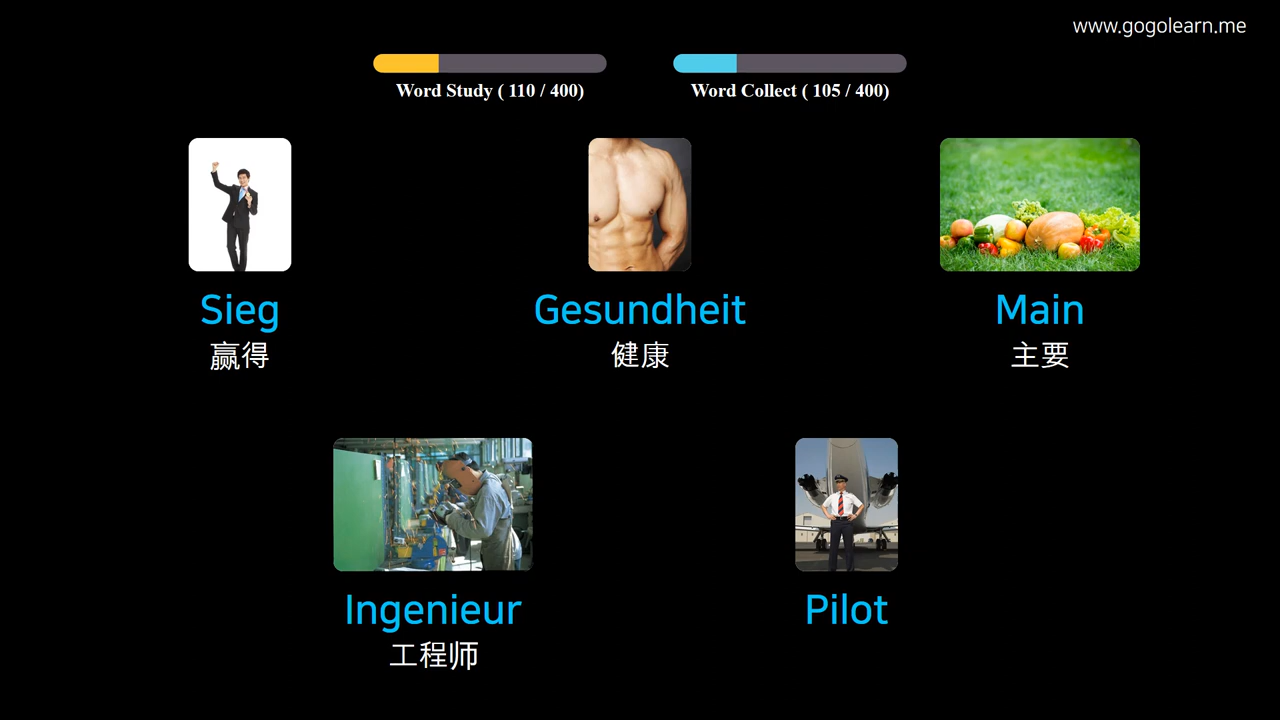 www.gogolearn.me
Word Study ( 110 / 400)
Word Collect ( 105 / 400)
Sieg
赢得
Gesundheit
健康
Main
主要
Ingenieur
工程师
Pilot